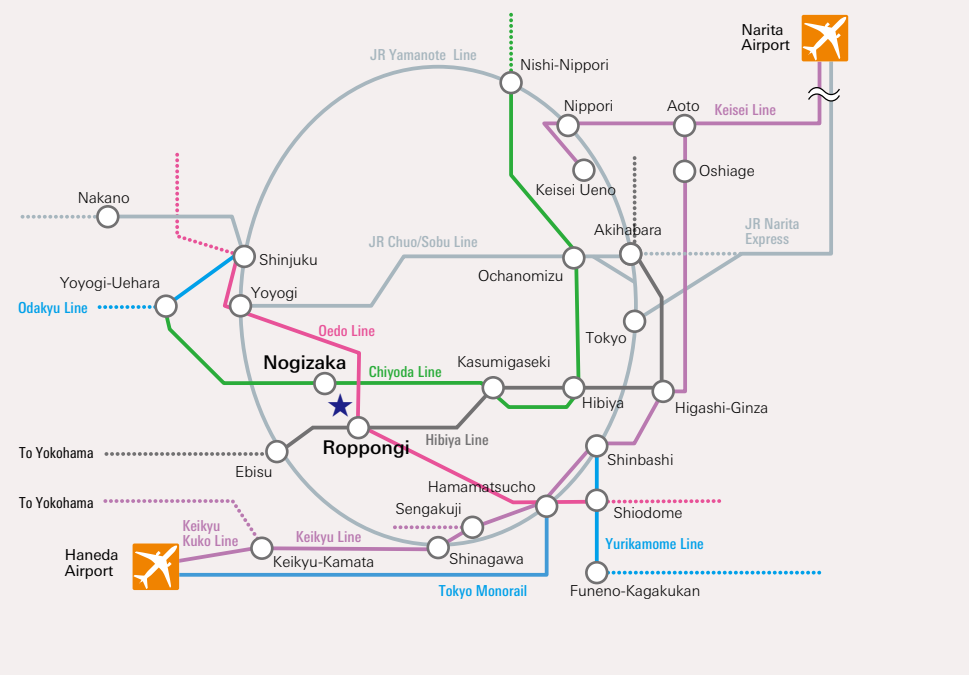 Narita
Airport
JR Yamanote Line
Nishi-Nippori
Nippori
Aoto
Keisei Line
Oshiage
Keisei Ueno
Nakano
Akihabara
JR Narita
Express
JR Chuo/Sobu Line
Shinjuku
Ochanomizu
Yoyogi-Uehara
Yoyogi
Odakyu Line
Oedo Line
Tokyo
Nogizaka
Kasumigaseki
Chiyoda Line
Hibiya
Higashi-Ginza
Hibiya Line
Roppongi
To Yokohama
Ebisu
Shinbashi
Hamamatsucho
To Yokohama
Sengakuji
Shiodome
Keikyu
Kuko Line
Keikyu Line
Yurikamome Line
Haneda
Airport
Keikyu-Kamata
Shinagawa
Tokyo Monorail
Funeno-Kagakukan